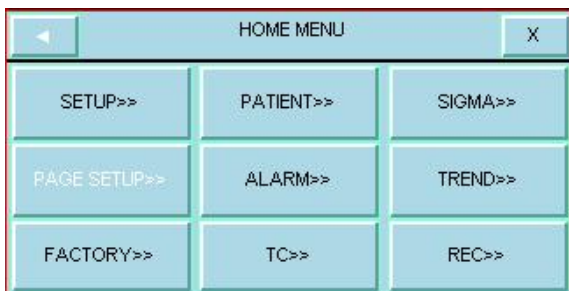 HOME MENU X
SETUP>> PATIENT>> SIGMA>>
PAGE SETUP>> ALARM>> TREND>>
FACTORY>> TC>> REC>>